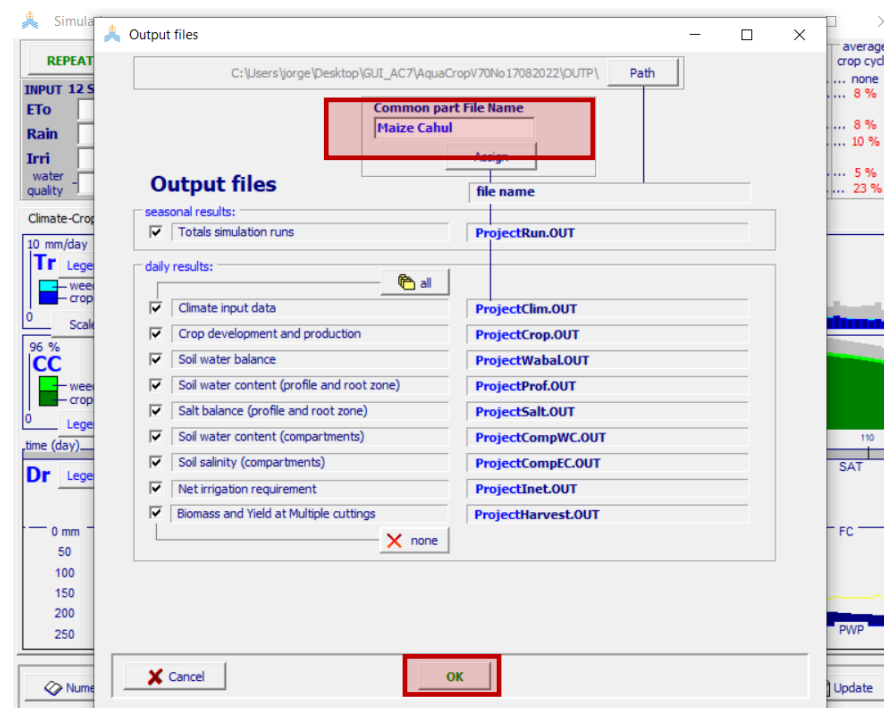 Simula
Output files
C:\Users\jorge\Desktop\GUI_AC7\AquaCropV70No17082022\OUTP\
Path
REPEAT
INPUT 12 S
ETo
Rain
Irri
water
quality
Common part File Name
Maize Cahul
Assign
Output files
file name
average
crop cycl
.... none
.... 8 %
.... 8 %
.... 10 %
.... 5 %
.... 23 %
Climate-Crop
seasonal results:
Totals simulation runs
ProjectRun.OUT
daily results:
all
Climate input data
ProjectClim.OUT
Crop development and production
ProjectCrop.OUT
Soil water balance
ProjectWabal.OUT
Soil water content (profile and root zone)
ProjectProf.OUT
Salt balance (profile and root zone)
ProjectSalt.OUT
Soil water content (compartments)
ProjectCompWC.OUT
Soil salinity (compartments)
ProjectCompEC.OUT
Net irrigation requirement
ProjectInet.OUT
Biomass and Yield at Multiple cuttings
ProjectHarvest.OUT
none
10 mm/day
Tr
Lege
weed
crop
0
Scale
96 %
CC
weed
crop
0
Lege
time (day)
Dr
Lege
0 mm
50
100
150
200
250
110
SAT
FC
PWP
Cancel
OK
Nume
Update